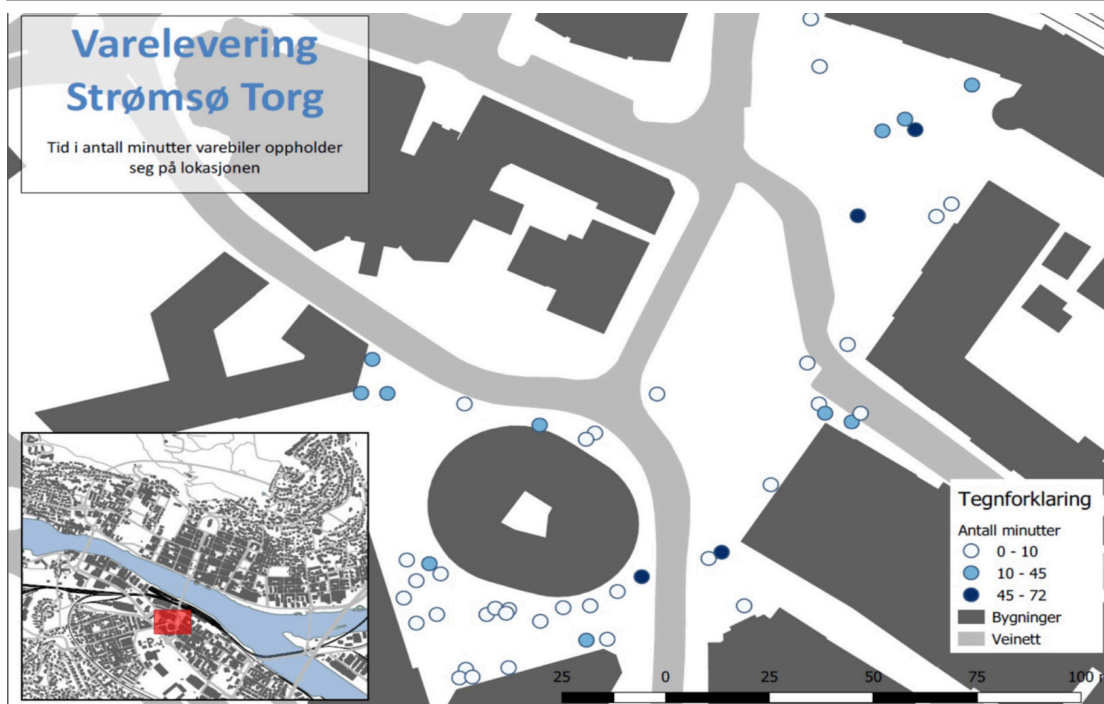 Varelevering
Strømsø Torg
Tid i antall minutter varebiler oppholder
seg på lokasjonen
Tegnforklaring
Antall minutter
0 - 10
10 - 45
45 - 72
Bygninger
Veinett
25 0 25 50 75 100